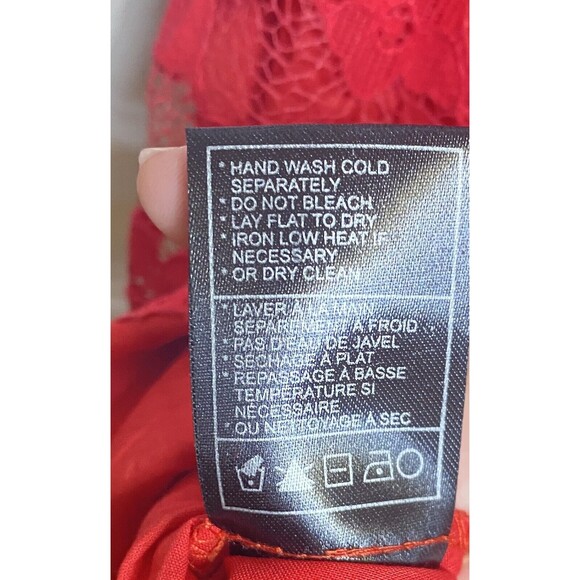 * HAND WASH COLD
SEPARATELY
* DO NOT BLEACH
* LAY FLAT TO DRY
* IRON LOW HEAT IF
NECESSARY
* OR DRY CLEAN
* LAVER À LA MAIN
SÉPARÉMENT À FROID
* PAS D'EAU DE JAVEL
* SÉCHAGE À PLAT
* REPASSAGE À BASSE
TEMPÉRATURE SI
NÉCESSAIRE
* OU NETTOYAGE À SEC